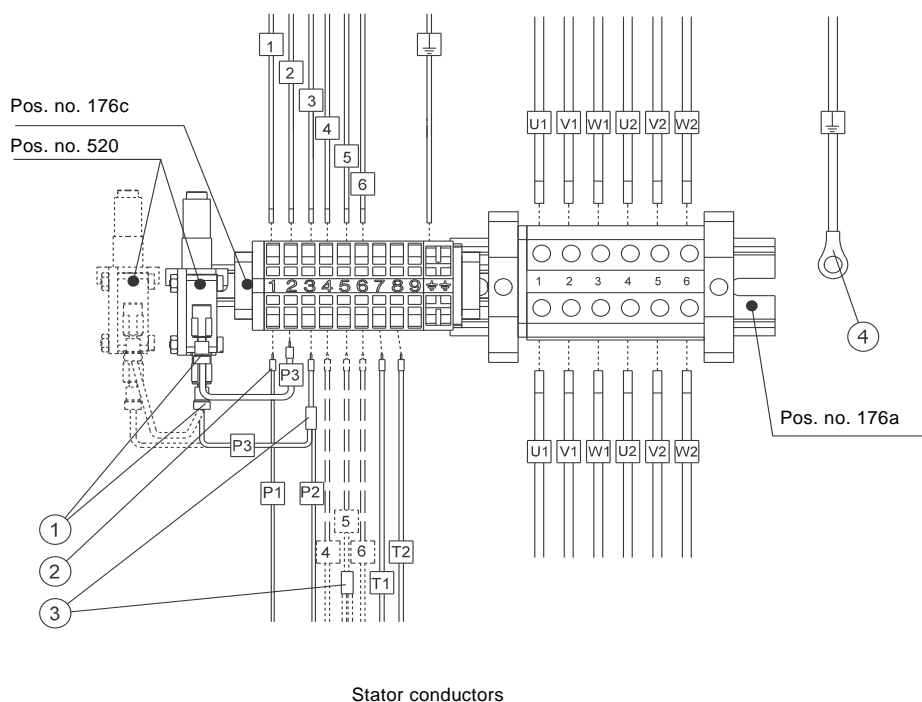 1
2
3
4
5
6
Pos. no. 176c
Pos. no. 520
U1 V1 W1 U2 V2 W2
1 2 3 4 5 6 7 8 9
1 2 3 4 5 6
4
P3
Pos. no. 176a
P3
U1 V1 W1 U2 V2 W2
P1 P2
1
5
4 6 T2
2
T1
3
Stator conductors